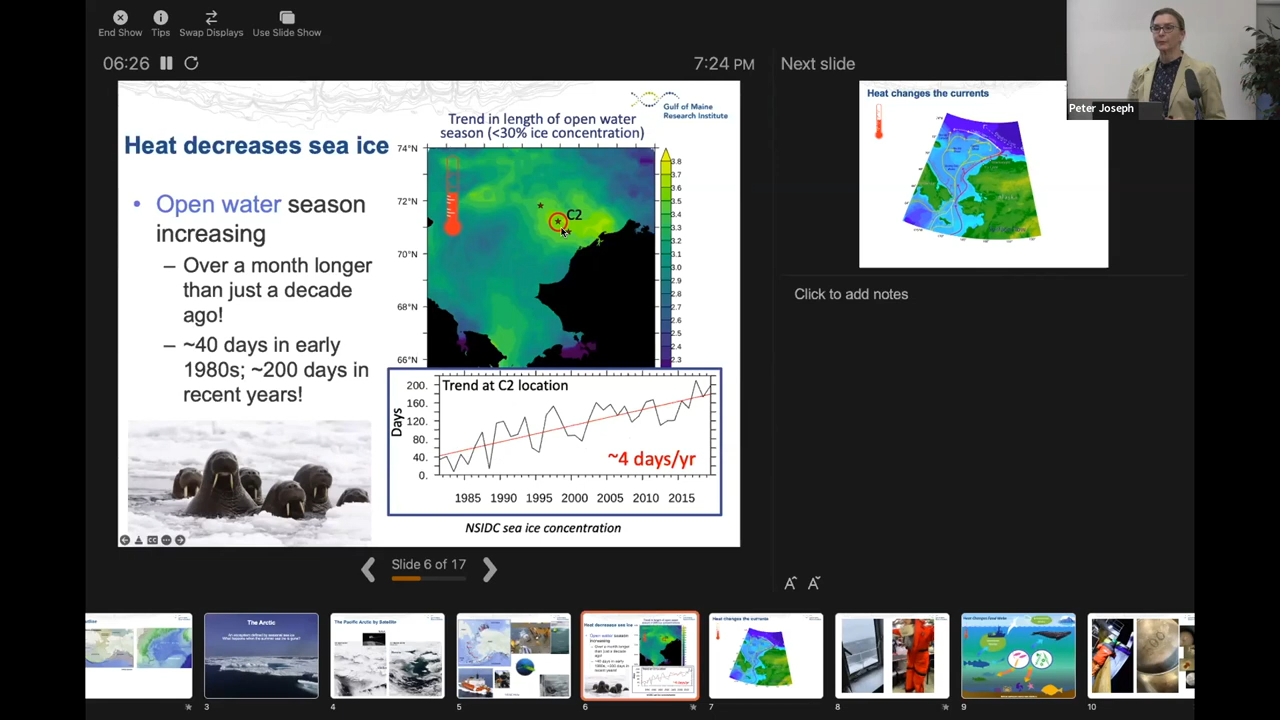 End Show
Tips
Swap Displays
Use Slide Show
06:26
7:24 PM
Next slide
Peter Joseph
Gulf of Maine
Research Institute
Heat decreases sea ice
Trend in length of open water
season (<30% ice concentration)
• Open water season
increasing
– Over a month longer
than just a decade
ago!
– ~40 days in early
1980s; ~200 days in
recent years!
74°N
72°N
70°N
68°N
66°N
C2
3.8
3.7
3.6
3.5
3.4
3.3
3.2
3.1
3.0
2.9
2.8
2.7
2.6
2.5
2.4
2.3
Trend at C2 location
Days
200.
160.
120.
80.
40.
0.
~4 days/yr
1985 1990 1995 2000 2005 2010 2015
NSIDC sea ice concentration
Heat changes the currents
Click to add notes
Slide 6 of 17
The Arctic
The Pacific Arctic by Satellite
Heat decreases sea ice
Heat changes the currents
3
4
5
6
7
8
9
10